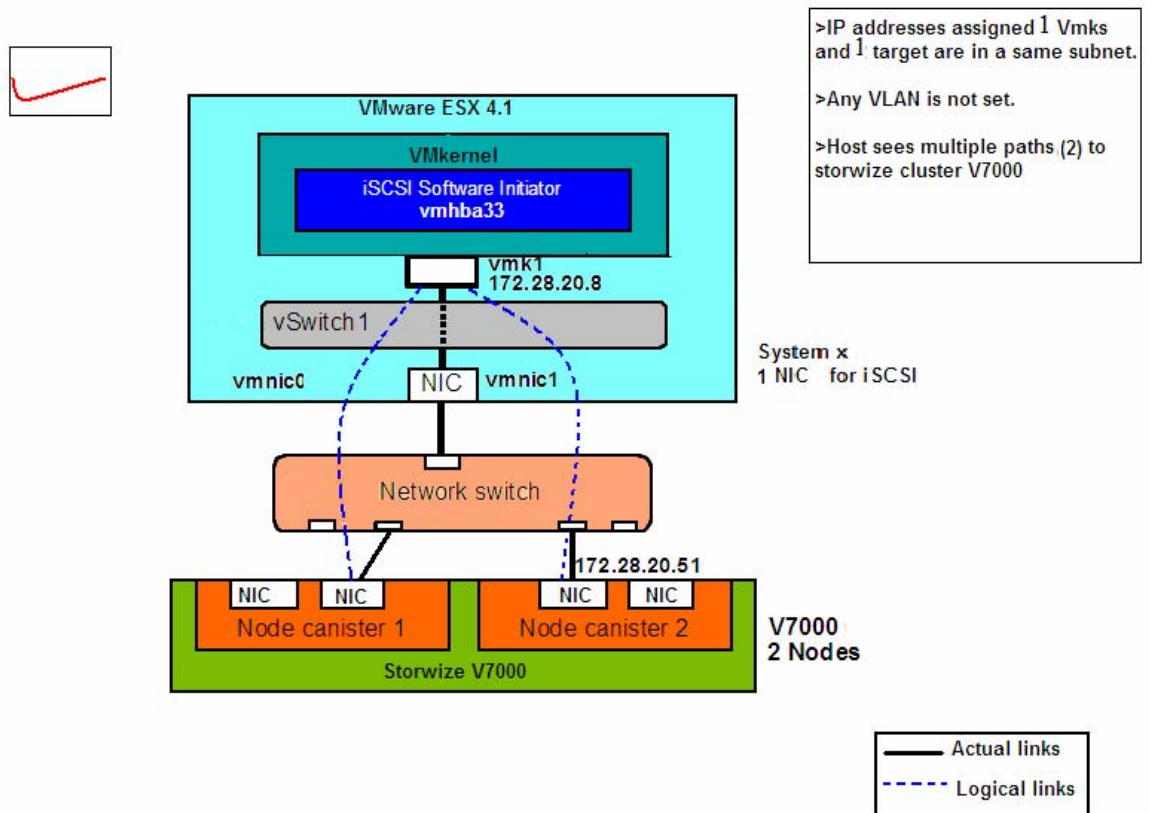 >IP addresses assigned 1 Vmks
and 1 target are in a same subnet.
>Any VLAN is not set.
>Host sees multiple paths (2) to
storwize cluster V7000
VMware ESX 4.1
VMkernel
iSCSI Software Initiator
vmhba33
vmk1
172.28.20.8
vSwitch1
vmnic0
NIC
vmnic1
System x
1 NIC for iSCSI
Network switch
172.28.20.51
NIC
NIC
NIC
NIC
Node canister 1
Node canister 2
Storwize V7000
V7000
2 Nodes
Actual links
Logical links